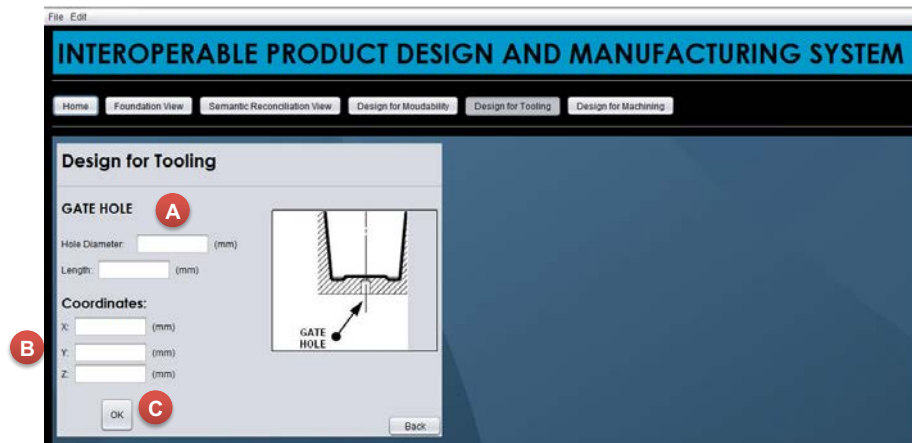 File Edit
INTEROPERABLE PRODUCT DESIGN AND MANUFACTURING SYSTEM
Home Foundation View Semantic Reconciliation View Design for Moudability Design for Tooling Design for Machining
Design for Tooling
GATE HOLE A
Hole Diameter: (mm)
Length: (mm)
Coordinates:
X: (mm)
B Y: (mm)
Z: (mm)
OK C
GATE
HOLE
Back